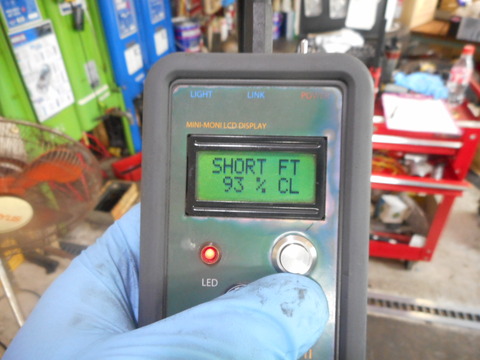 LIGHT LINK
MINI-MONI LCD DISPLAY
SHORT FT
93 % CL
LED